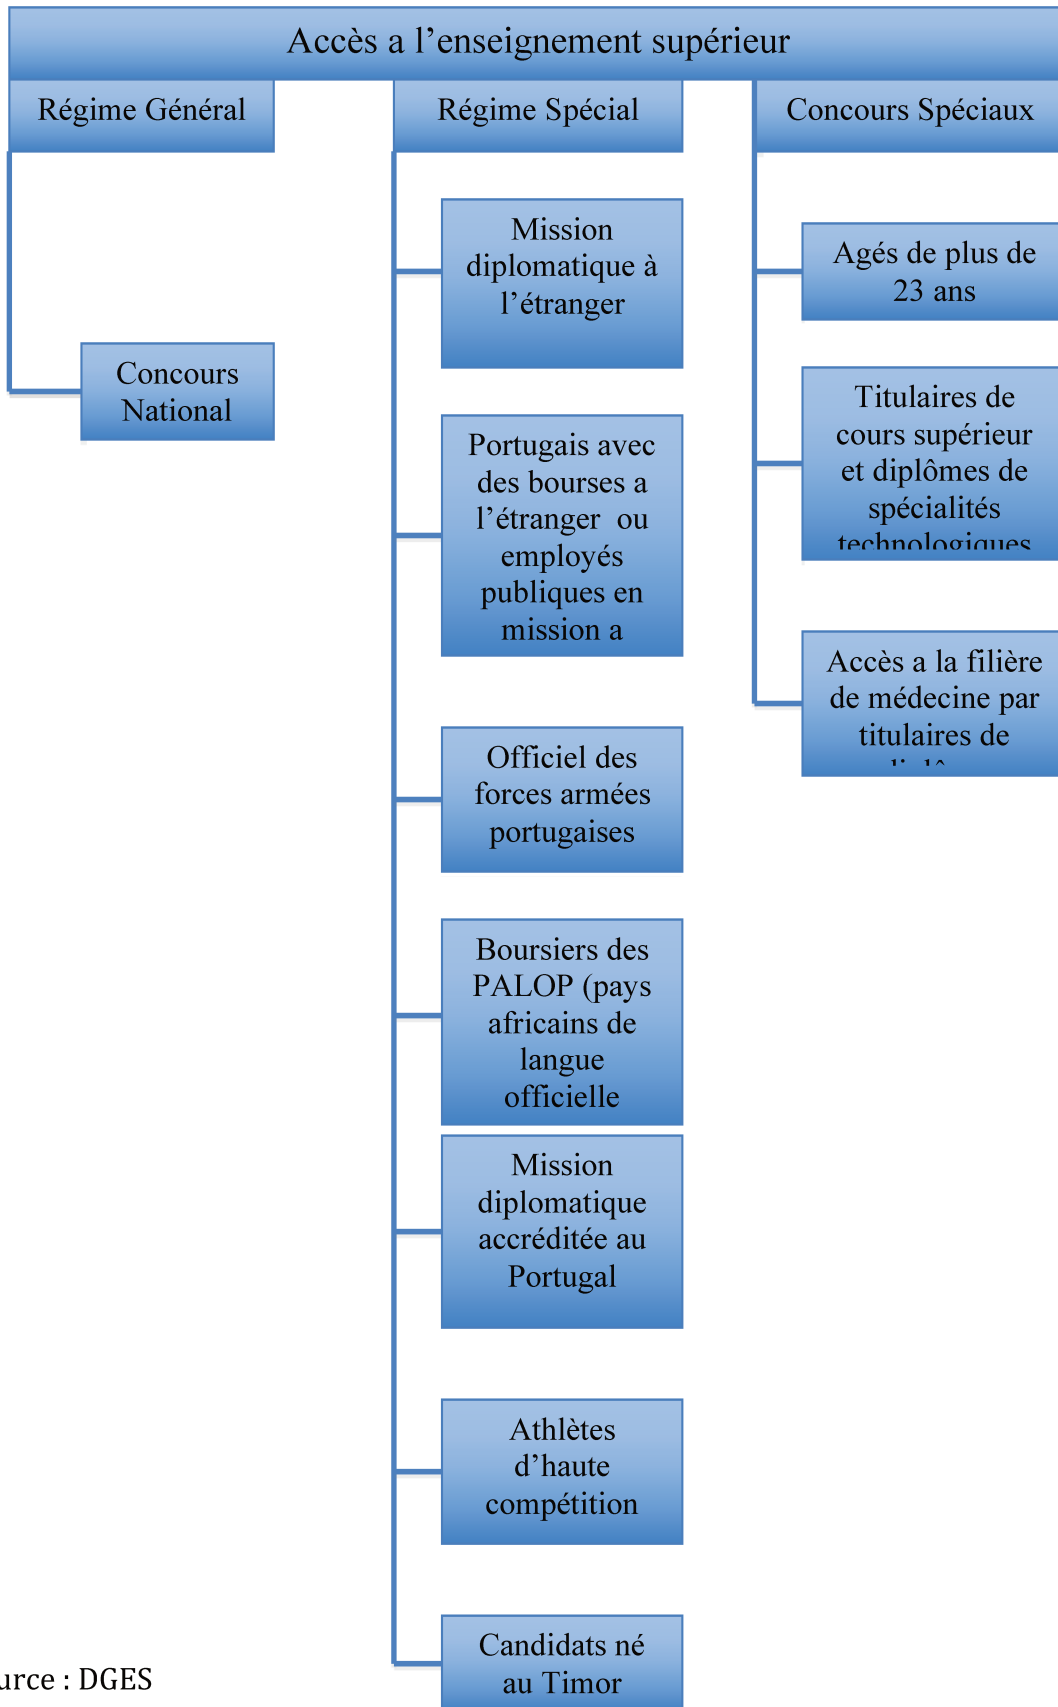 Accès a l’enseignement supérieur
Régime Général
Concours
National
Régime Spécial
Mission
diplomatique à
l’étranger
Portugais avec
des bourses a
l’étranger ou
employés
publiques en
mission a
Officiel des
forces armées
portugaises
Boursiers des
PALOP (pays
africains de
langue
officielle
Mission
diplomatique
accréditée au
Portugal
Athlètes
d’haute
compétition
Candidats né
au Timor
Concours Spéciaux
Agés de plus de
23 ans
Titulaires de
cours supérieur
et diplômes de
spécialités
technologiques
Accès a la filière
de médecine par
titulaires de
urce : DGES